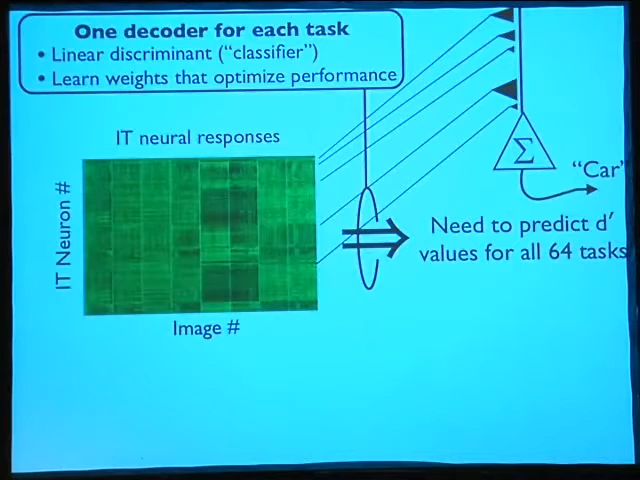 One decoder for each task
• Linear discriminant ("classifier")
• Learn weights that optimize performance
IT neural responses
IT Neuron #
Image #
Σ
"Car"
Need to predict d′
values for all 64 tasks